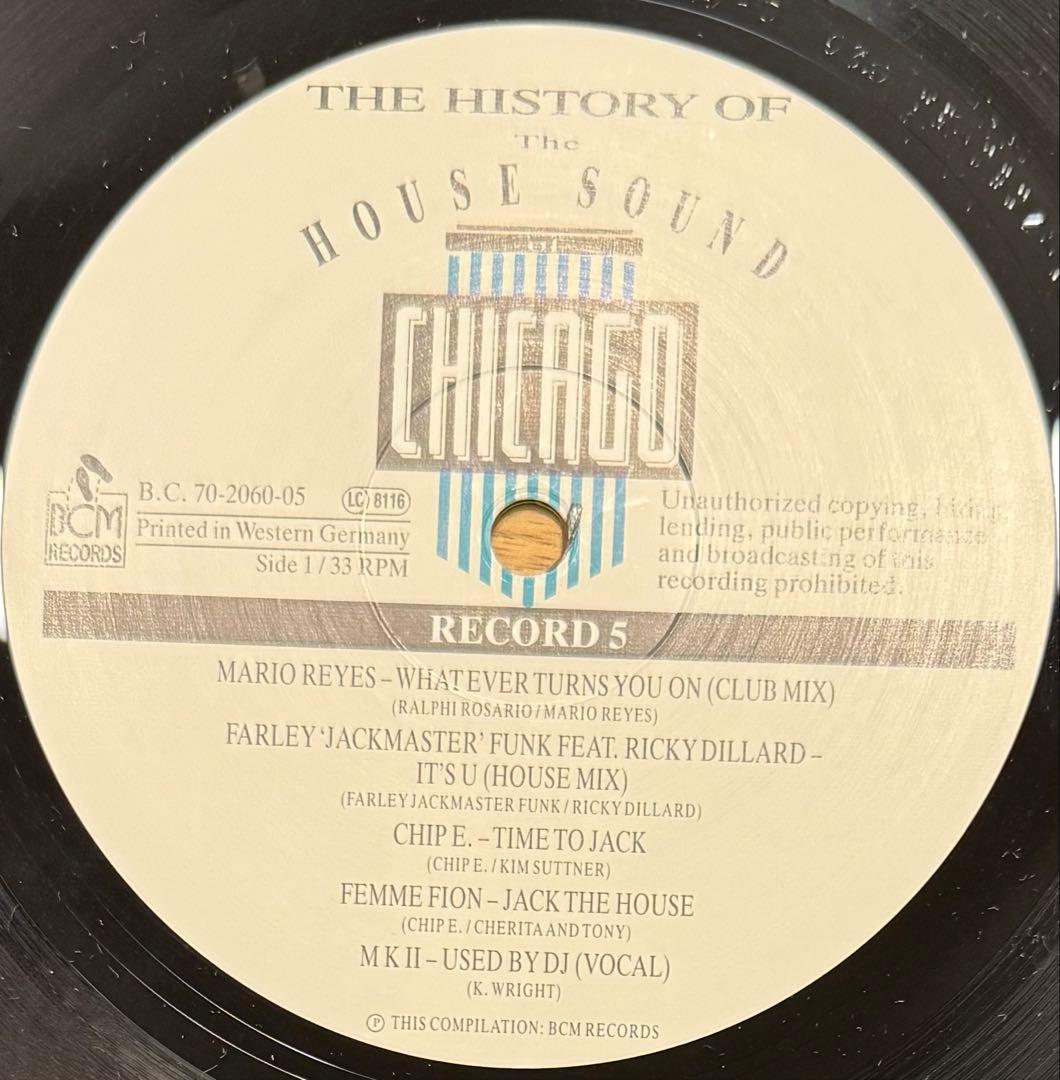 THE HISTORY OF
The
HOUSE SOUND
of
CHICAGO
BCM
RECORDS
B.C. 70-2060-05
LC 8116
Printed in Western Germany
Side 1 / 33 RPM
Unauthorized copying, hiring,
lending, public performance
and broadcasting of this
recording prohibited.
RECORD 5
MARIO REYES – WHAT EVER TURNS YOU ON (CLUB MIX)
(RALPHI ROSARIO / MARIO REYES)
FARLEY ‘JACKMASTER’ FUNK FEAT. RICKY DILLARD –
IT'S U (HOUSE MIX)
(FARLEY JACKMASTER FUNK / RICKY DILLARD)
CHIP E. – TIME TO JACK
(CHIP E. / KIM SUTTNER)
FEMME FION – JACK THE HOUSE
(CHIP E. / CHERITA AND TONY)
M K II – USED BY DJ (VOCAL)
(K. WRIGHT)
Ⓟ THIS COMPILATION: BCM RECORDS